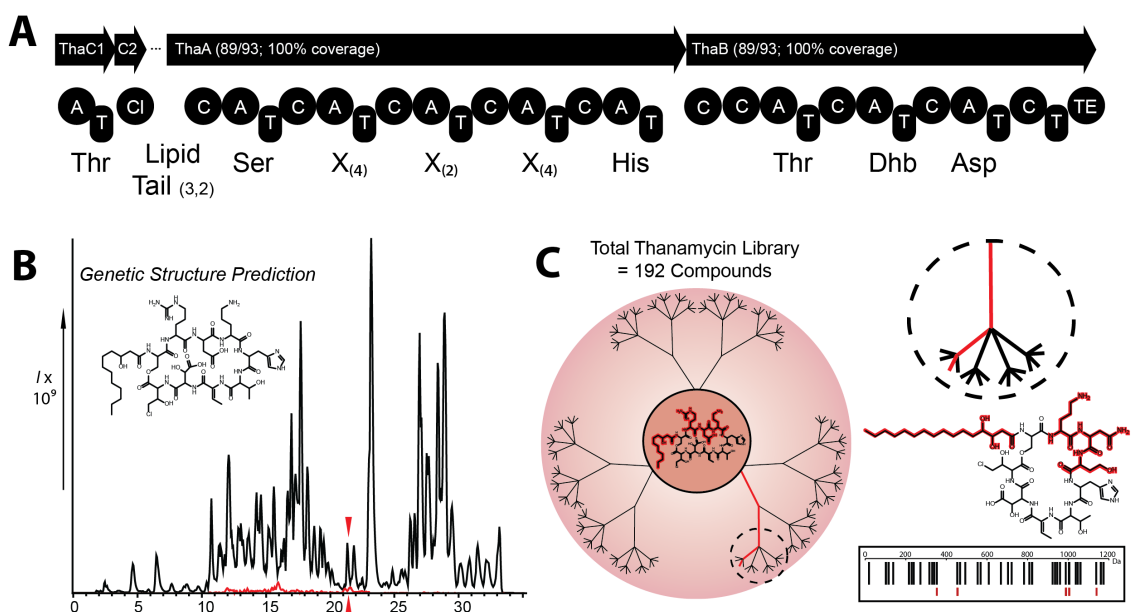 A
ThaC1 C2 ... ThaA (89/93; 100% coverage) ThaB (89/93; 100% coverage)
A T Cl C A T C A T C A T C A T C A T C C A T C A T C A T C T TE
Thr Lipid Tail (3,2) Ser X(4) X(2) X(4) His Thr Dhb Asp
B
Genetic Structure Prediction
I x
10⁹
0 5 10 15 20 25 30
C
Total Thanamycin Library
= 192 Compounds
0 200 400 600 800 1000 1200
Da